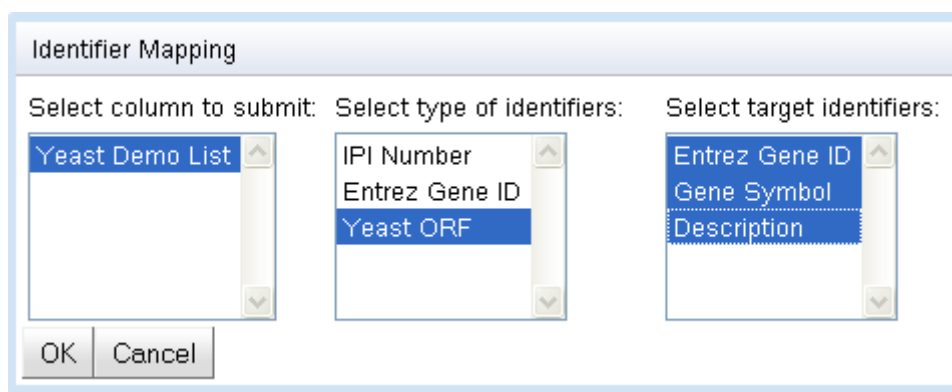 Identifier Mapping
Select column to submit: Select type of identifiers: Select target identifiers:
Yeast Demo List IPI Number Entrez Gene ID
Entrez Gene ID Gene Symbol
Yeast ORF Description
OK Cancel